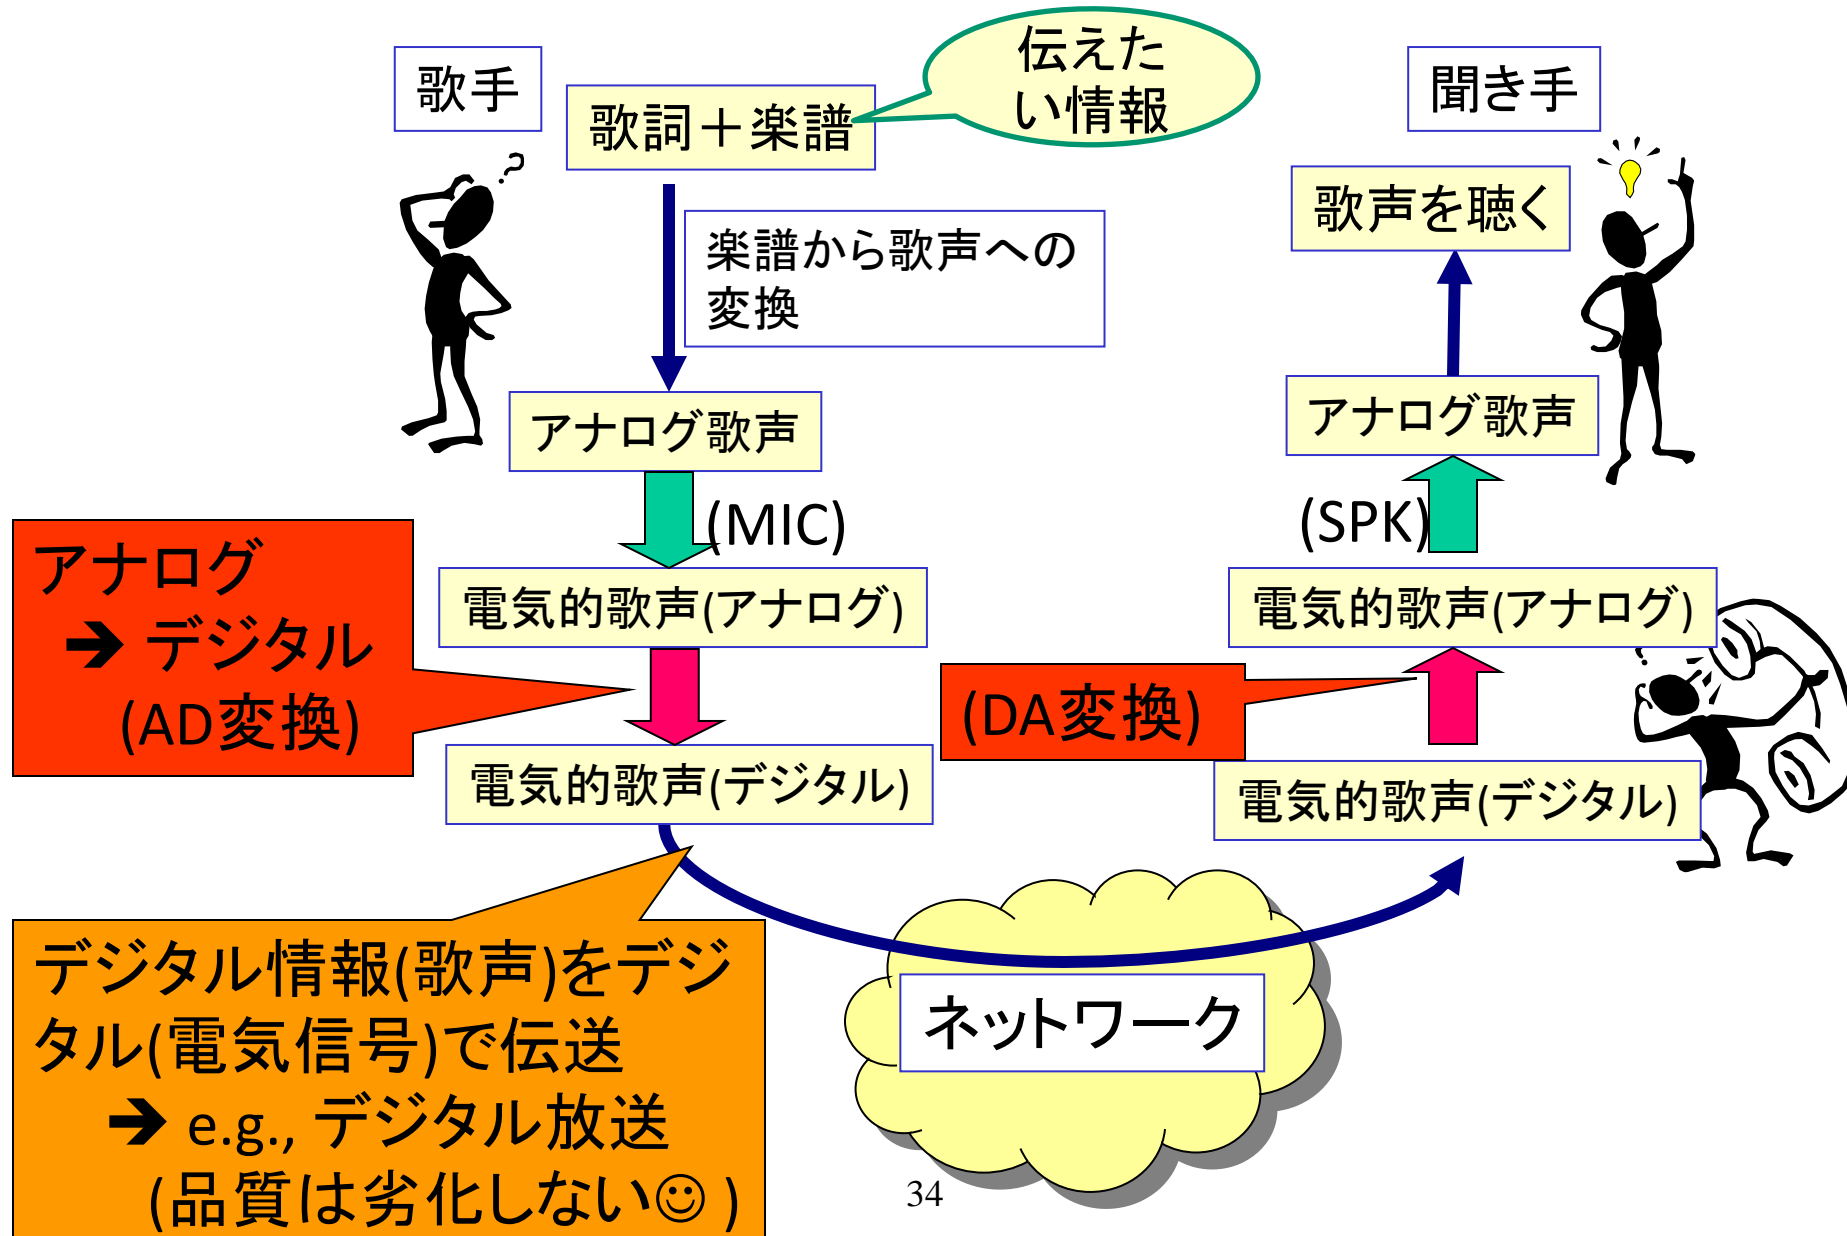 伝えた
い情報
歌手
歌詞＋楽譜
聞き手
歌声を聴く
楽譜から歌声への
変換
アナログ歌声
アナログ歌声
(MIC)
(SPK)
アナログ
➔ デジタル
(AD変換)
電気的歌声(アナログ)
電気的歌声(アナログ)
(DA変換)
電気的歌声(デジタル)
電気的歌声(デジタル)
デジタル情報(歌声)をデジ
タル(電気信号)で伝送
➔ e.g., デジタル放送
(品質は劣化しない☺ )
ネットワーク
34